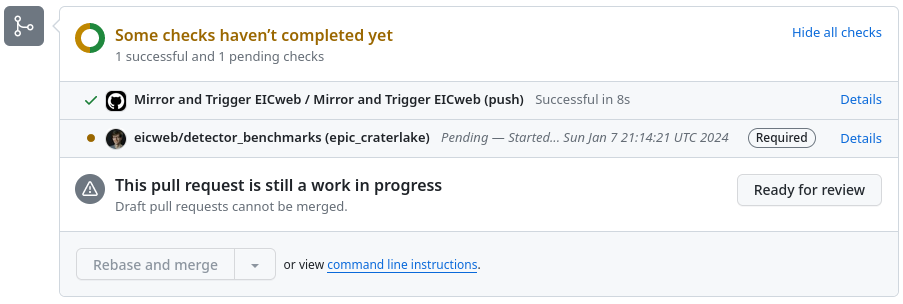 Some checks haven’t completed yet
Hide all checks
1 successful and 1 pending checks
Mirror and Trigger EICweb / Mirror and Trigger EICweb (push) Successful in 8s Details
eicweb/detector_benchmarks (epic_craterlake) Pending — Started... Sun Jan 7 21:14:21 UTC 2024 Required Details
This pull request is still a work in progress
Draft pull requests cannot be merged.
Ready for review
Rebase and merge or view command line instructions.